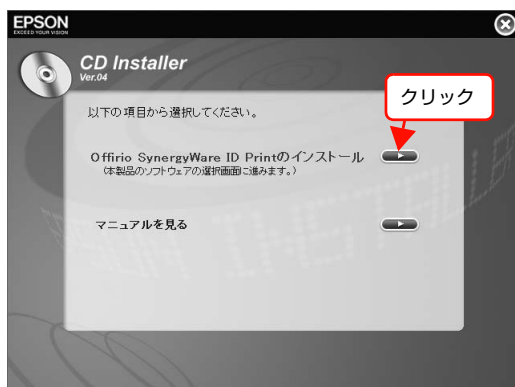 EPSON
EXCEED YOUR VISION
CD Installer
Ver.04
クリック
以下の項目から選択してください。
Offirio SynergyWare ID Printのインストール
(本製品のソフトウェアの選択画面に進みます。)
マニュアルを見る